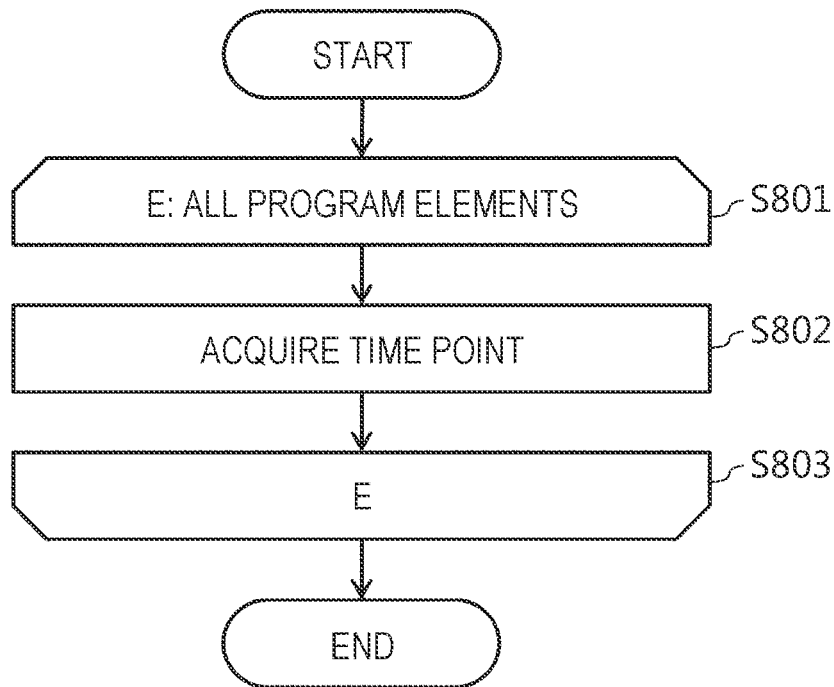 START
E: ALL PROGRAM ELEMENTS
S801
ACQUIRE TIME POINT
S802
E
S803
END